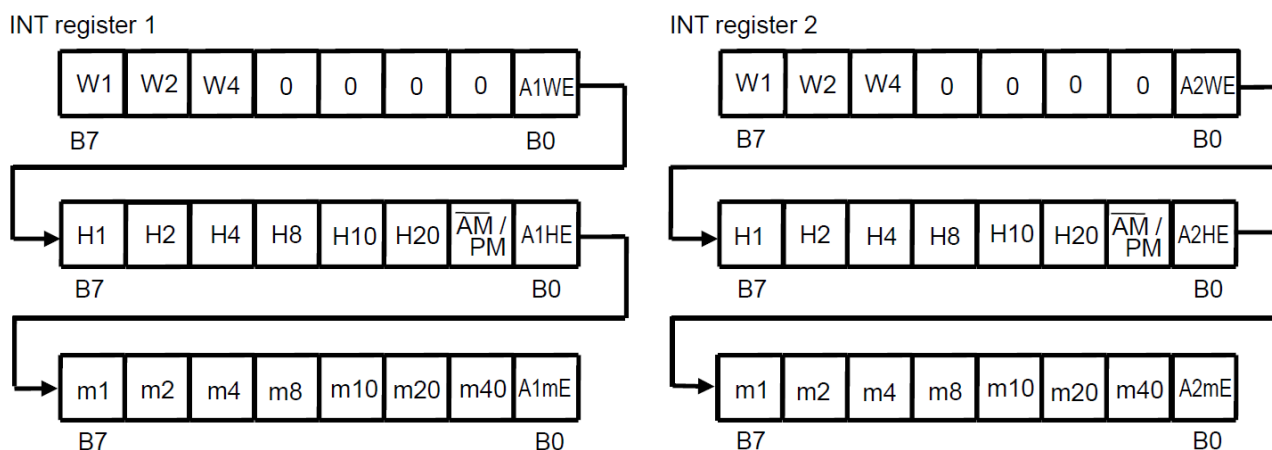 INT register 1
W1 W2 W4 0 0 0 0 A1WE
B7 B0
H1 H2 H4 H8 H10 H20 A̅M̅ / PM A1HE
B7 B0
m1 m2 m4 m8 m10 m20 m40 A1mE
B7 B0
INT register 2
W1 W2 W4 0 0 0 0 A2WE
B7 B0
H1 H2 H4 H8 H10 H20 A̅M̅ / PM A2HE
B7 B0
m1 m2 m4 m8 m10 m20 m40 A2mE
B7 B0